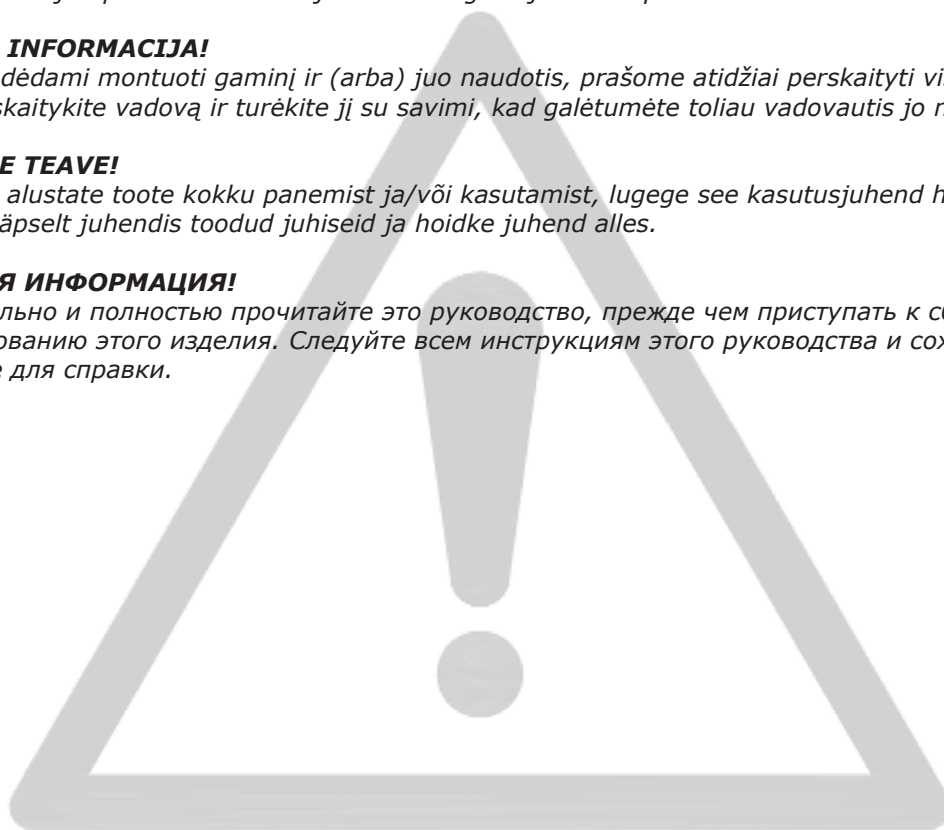 INFORMACIJA!
dėdami montuoti gaminį ir (arba) juo naudotis, prašome atidžiai perskaityti vis
skaitykite vadovą ir turėkite jį su savimi, kad galėtumėte toliau vadovautis jo n
E TEAVE!
alustate toote kokku panemist ja/või kasutamist, lugege see kasutusjuhend h
äpselt juhendis toodud juhiseid ja hoidke juhend alles.
Я ИНФОРМАЦИЯ!
льно и полностью прочитайте это руководство, прежде чем приступать к сб
ованию этого изделия. Следуйте всем инструкциям этого руководства и сох
е для справки.